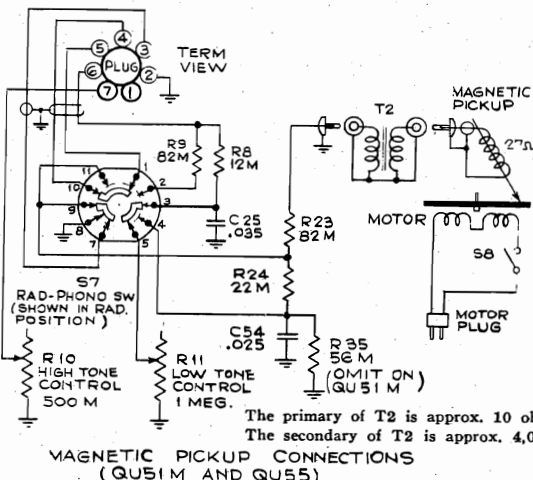 4
5
3
PLUG
6
2
7
1
TERM
VIEW
R9
82M
R8
12M
11
1
10
2
9
3
8
4
7
5
C25
.035
S7
RAD-PHONO SW
(SHOWN IN RAD.
POSITION)
R10
HIGH TONE
CONTROL
500 M
R11
LOW TONE
CONTROL
1 MEG.
R23
82 M
R24
22 M
C54
.025
R35
56 M
(OMIT ON
QU51M)
T2
MAGNETIC
PICKUP
27Ω
MOTOR
S8
MOTOR
PLUG
The primary of T2 is approx. 10 oh
The secondary of T2 is approx. 4,0
MAGNETIC PICKUP CONNECTIONS
(QU51M AND QU55)